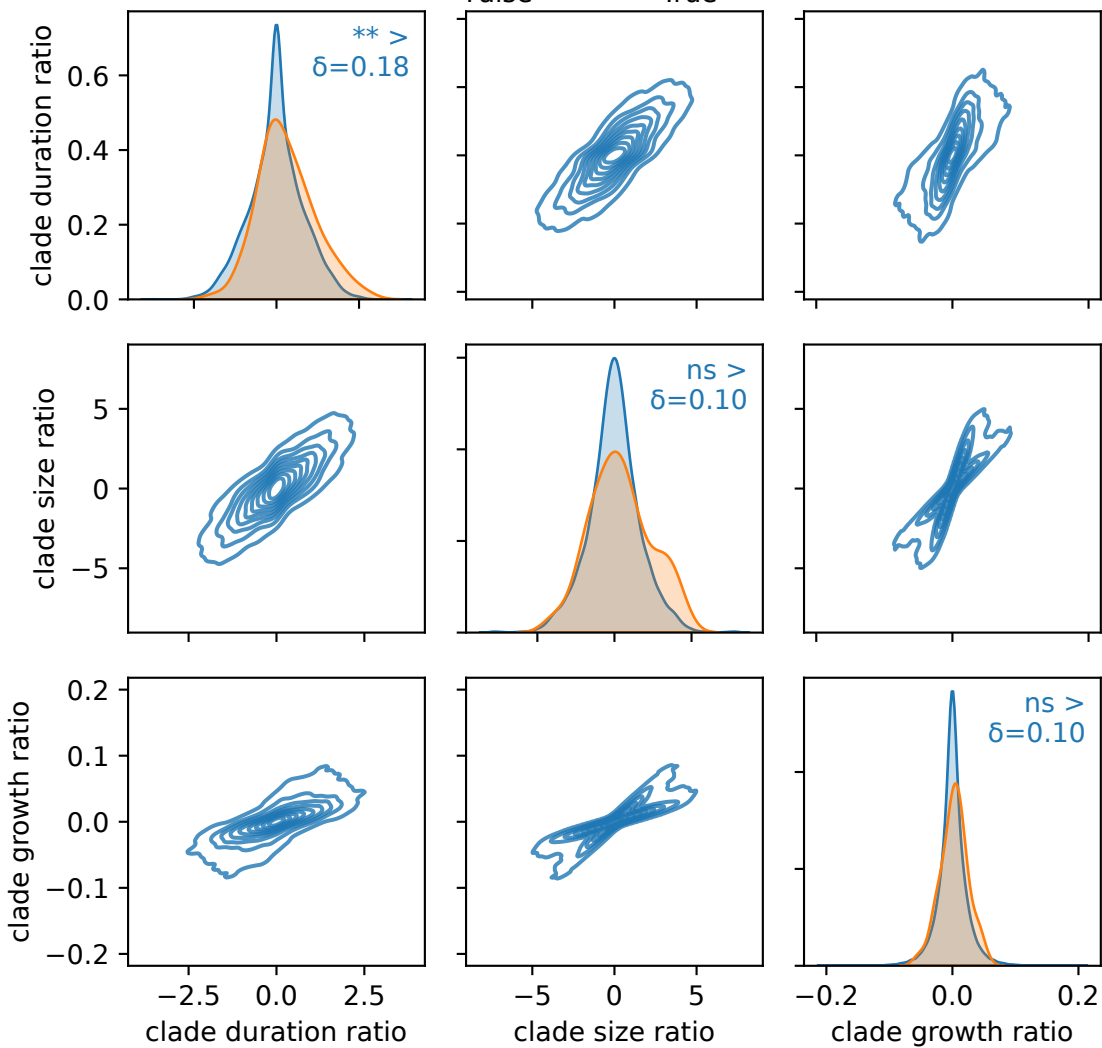 clade duration ratio
0.6
0.4
0.2
0.0
** >
δ=0.18
clade size ratio
5
0
−5
ns >
δ=0.10
clade growth ratio
0.2
0.1
0.0
−0.1
−0.2
ns >
δ=0.10
−2.5 0.0 2.5
−5 0 5
−0.2 0.0 0.2
clade duration ratio
clade size ratio
clade growth ratio